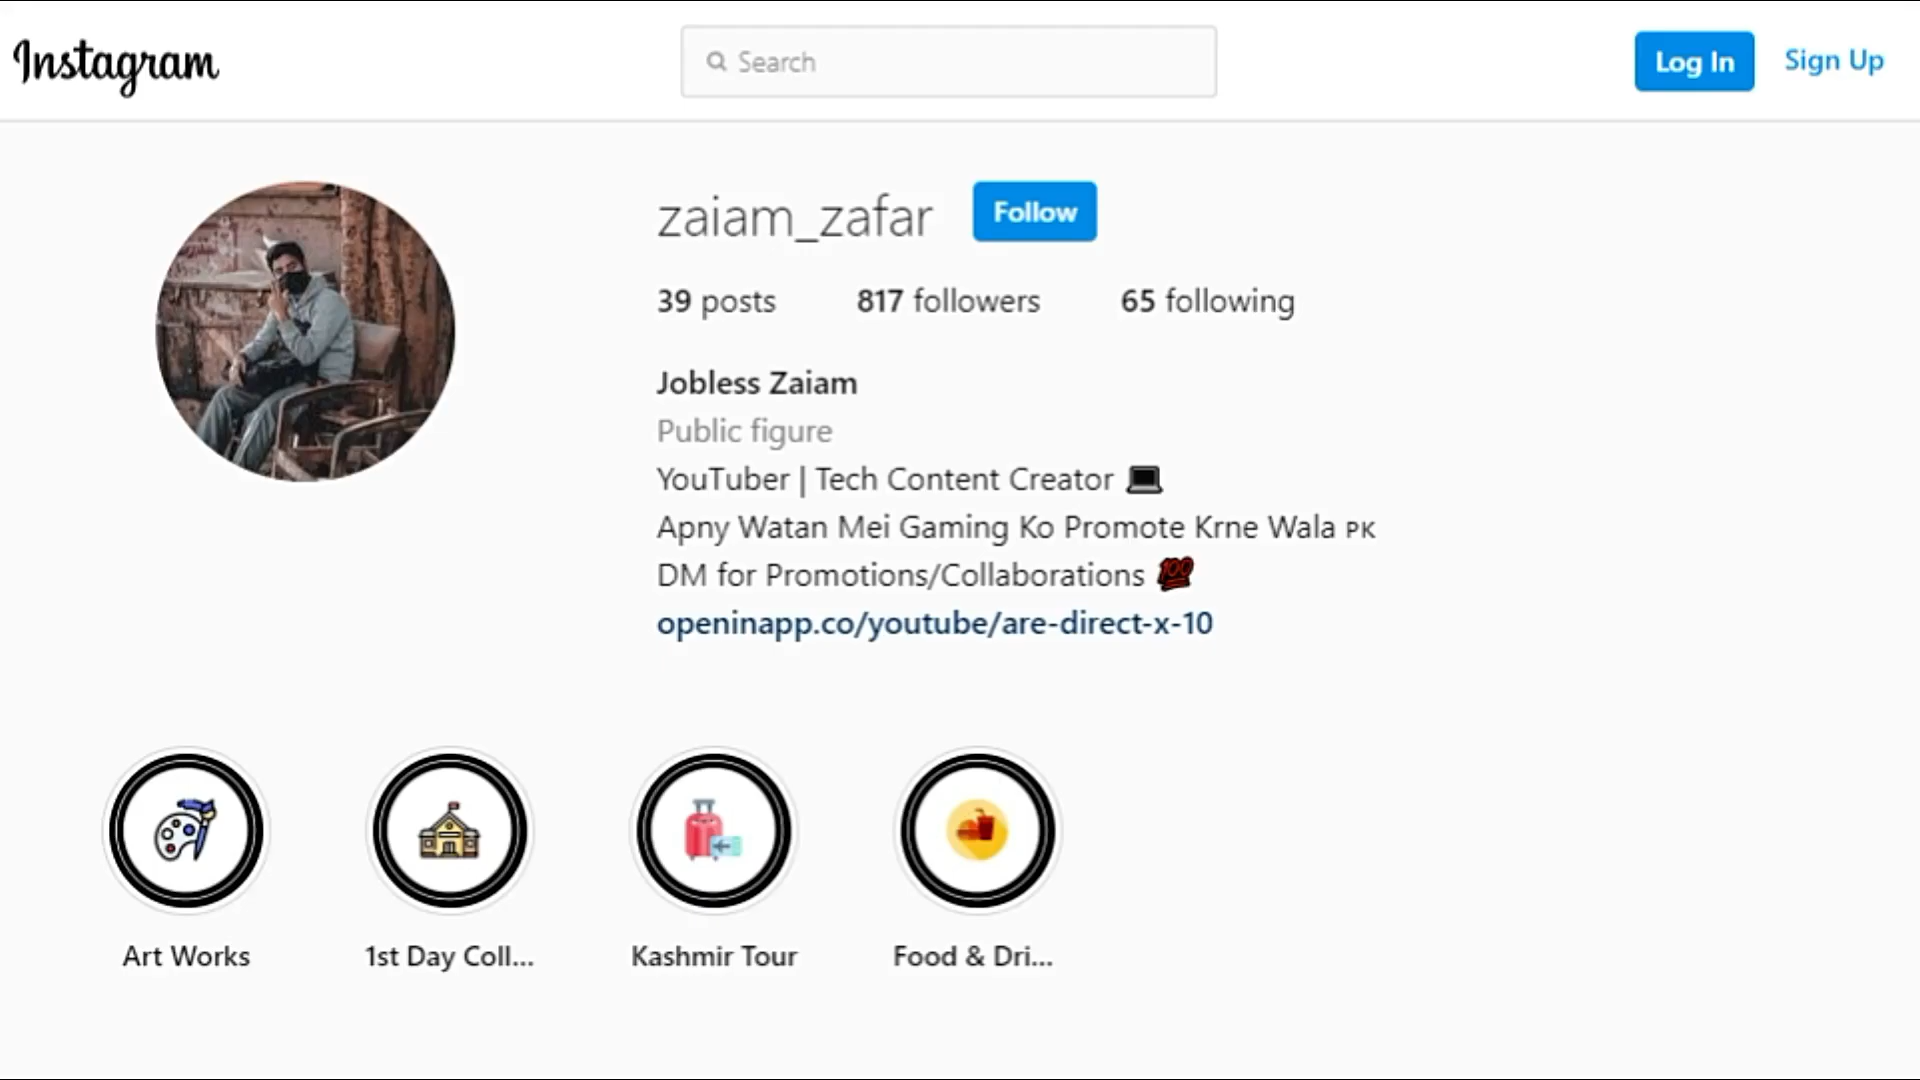 Instagram
Search
Log In
Sign Up
zaiam_zafar
Follow
39 posts 817 followers 65 following
Jobless Zaiam
Public figure
YouTuber | Tech Content Creator 💻
Apny Watan Mei Gaming Ko Promote Krne Wala PK
DM for Promotions/Collaborations 💯
openinapp.co/youtube/are-direct-x-10
Art Works
1st Day Coll...
Kashmir Tour
Food & Dri...